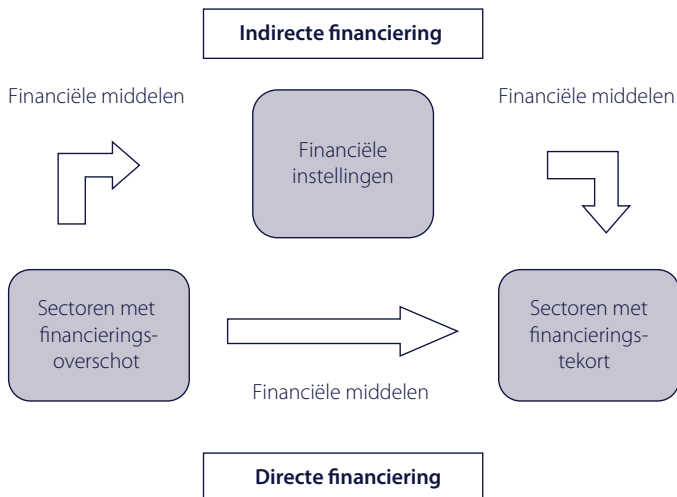 Indirecte financiering
Financiële middelen
Financiële middelen
Financiële
instellingen
Sectoren met
financierings-
overschot
Sectoren met
financierings-
tekort
Financiële middelen
Directe financiering